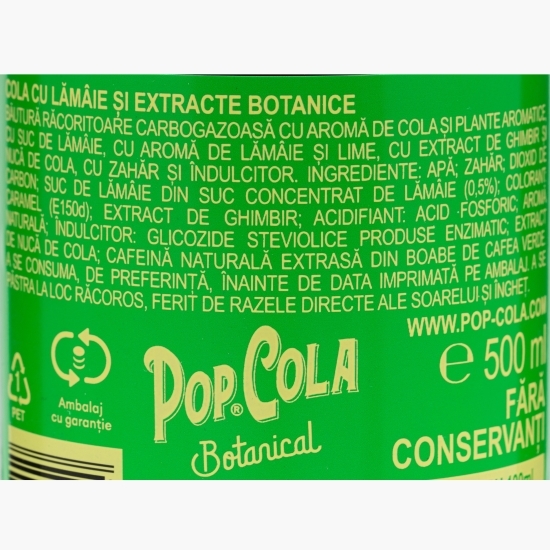 COLA CU LĂMÂIE ȘI EXTRACTE BOTANICE
BĂUTURĂ RĂCORITOARE CARBOGAZOASĂ CU AROMĂ DE COLA ȘI PLANTE AROMATICE
CU SUC DE LĂMÂIE, CU AROMĂ DE LĂMÂIE ȘI LIME, CU EXTRACT DE GHIMBIR ȘI
NUCĂ DE COLA, CU ZAHĂR ȘI ÎNDULCITOR. INGREDIENTE: APĂ; ZAHĂR; DIOXID DE
CARBON; SUC DE LĂMÂIE DIN SUC CONCENTRAT DE LĂMÂIE (0,5%); COLORANT:
CARAMEL (E150d); EXTRACT DE GHIMBIR; ACIDIFIANT: ACID FOSFORIC; AROMĂ
NATURALĂ; ÎNDULCITOR: GLICOZIDE STEVIOLICE PRODUSE ENZIMATIC; EXTRACT
DE NUCĂ DE COLA; CAFEINĂ NATURALĂ EXTRASĂ DIN BOABE DE CAFEA VERDE.
A SE CONSUMA, DE PREFERINȚĂ, ÎNAINTE DE DATA IMPRIMATĂ PE AMBALAJ. A SE
PĂSTRA LA LOC RĂCOROS, FERIT DE RAZELE DIRECTE ALE SOARELUI ȘI ÎNGHEȚ.
WWW.POP-COLA.COM
℮ 500 ml
1
PET
Ambalaj
cu garanție
POP COLA®
Botanical
FĂRĂ
CONSERVANȚI